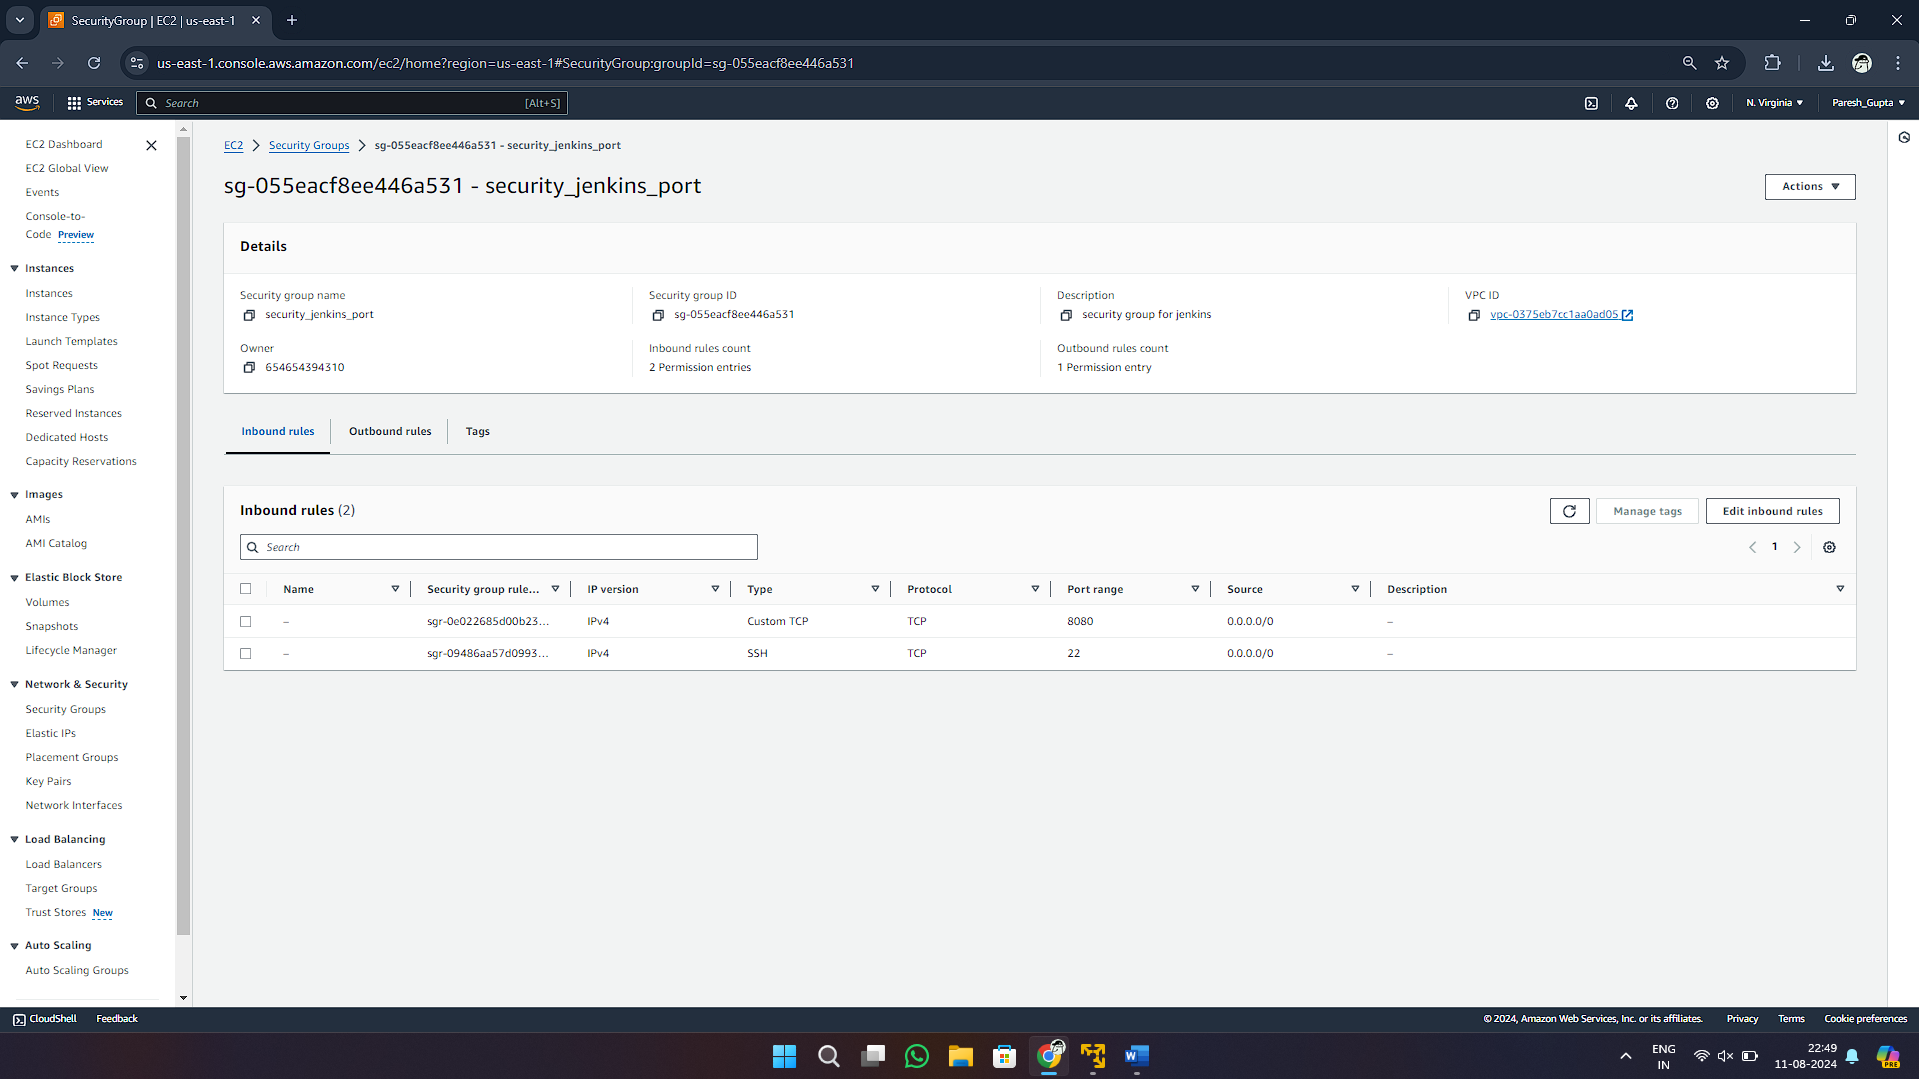 SecurityGroup | EC2 | us-east-1
us-east-1.console.aws.amazon.com/ec2/home?region=us-east-1#SecurityGroup:groupId=sg-055eacf8ee446a531
aws
Services
Search
[Alt+S]
N. Virginia
Paresh_Gupta
EC2 Dashboard
EC2 Global View
Events
Console-to-
Code Preview
Instances
Instances
Instance Types
Launch Templates
Spot Requests
Savings Plans
Reserved Instances
Dedicated Hosts
Capacity Reservations
Images
AMIs
AMI Catalog
Elastic Block Store
Volumes
Snapshots
Lifecycle Manager
Network & Security
Security Groups
Elastic IPs
Placement Groups
Key Pairs
Network Interfaces
Load Balancing
Load Balancers
Target Groups
Trust Stores New
Auto Scaling
Auto Scaling Groups
EC2 > Security Groups > sg-055eacf8ee446a531 - security_jenkins_port
sg-055eacf8ee446a531 - security_jenkins_port
Actions
Details
Security group name
security_jenkins_port
Security group ID
sg-055eacf8ee446a531
Description
security group for jenkins
VPC ID
vpc-0375eb7cc1aa0ad05
Owner
654654394310
Inbound rules count
2 Permission entries
Outbound rules count
1 Permission entry
Inbound rules
Outbound rules
Tags
Inbound rules (2)
Manage tags
Edit inbound rules
Search
1
Name Security group rule... IP version Type Protocol Port range Source Description
– sgr-0e022685d00b23... IPv4 Custom TCP TCP 8080 0.0.0.0/0 –
– sgr-09486aa57d0993... IPv4 SSH TCP 22 0.0.0.0/0 –
CloudShell
Feedback
© 2024, Amazon Web Services, Inc. or its affiliates.
Privacy
Terms
Cookie preferences
ENG
IN
22:49
11-08-2024
PRE